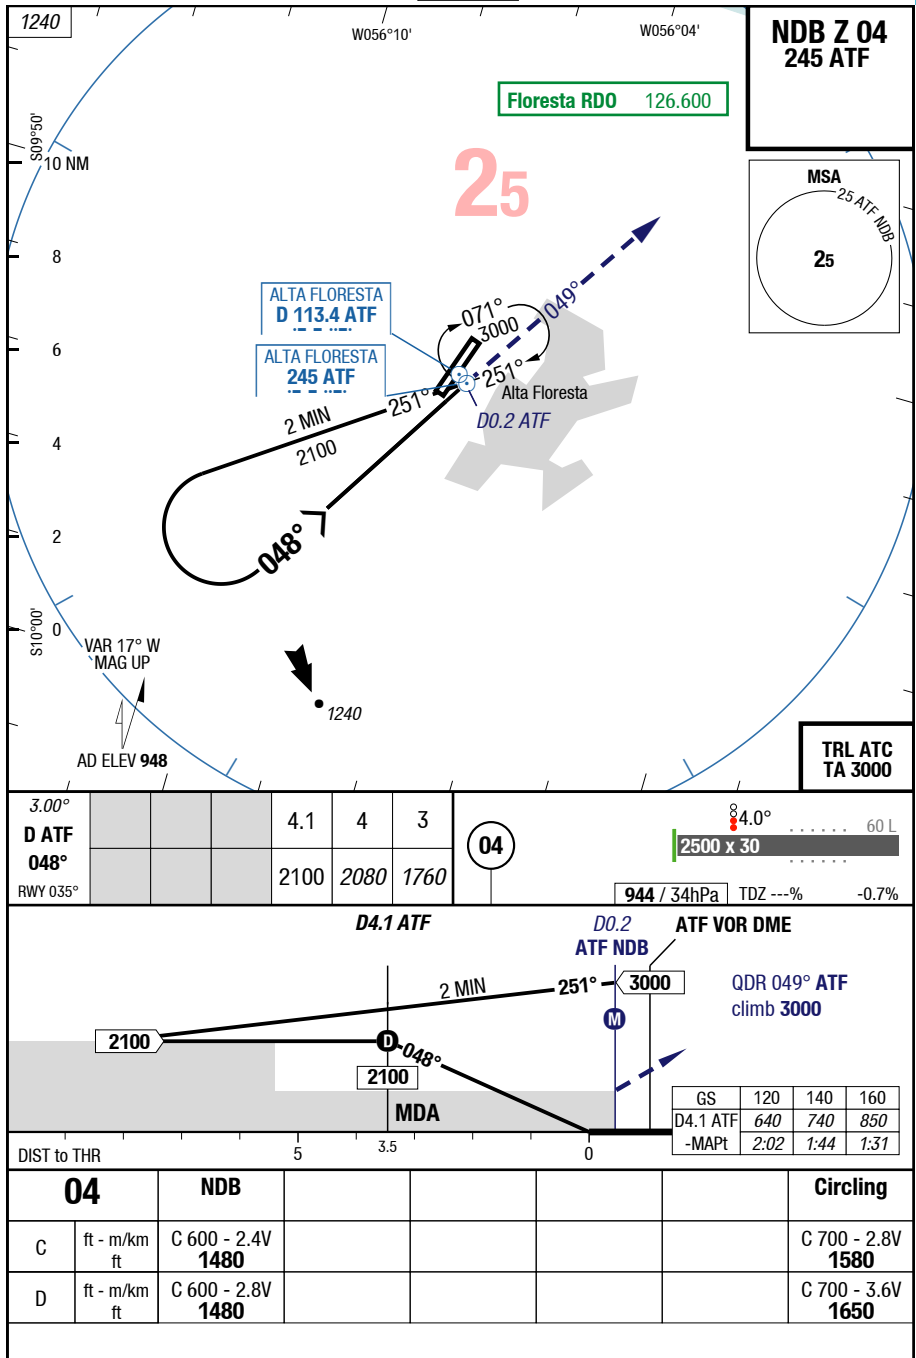 1240
W056°10'
W056°04'
NDB Z 04
245 ATF
Floresta RDO 126.600
S09°50'
10 NM
25
MSA
25 ATF NDB
25
8
ALTA FLORESTA
D 113.4 ATF
071°
3000
049°
6
ALTA FLORESTA
245 ATF
251°
251°
Alta Floresta
D0.2 ATF
2 MIN
2100
4
2
048°
S10°00'
0
VAR 17° W
MAG UP
1240
AD ELEV 948
TRL ATC
TA 3000
3.00°
D ATF
048°
RWY 035°
4.1 4 3
2100 2080 1760
04
4.0°
60 L
2500 x 30
944 / 34hPa TDZ ---% -0.7%
D4.1 ATF
D0.2
ATF NDB
ATF VOR DME
2 MIN
251°
3000
QDR 049° ATF
climb 3000
M
2100
D
048°
2100
MDA
GS 120 140 160
D4.1 ATF 640 740 850
-MAPt 2:02 1:44 1:31
DIST to THR
5
3.5
0
04 NDB Circling
C ft - m/km C 600 - 2.4V C 700 - 2.8V
ft 1480 1580
D ft - m/km C 600 - 2.8V C 700 - 3.6V
ft 1480 1650